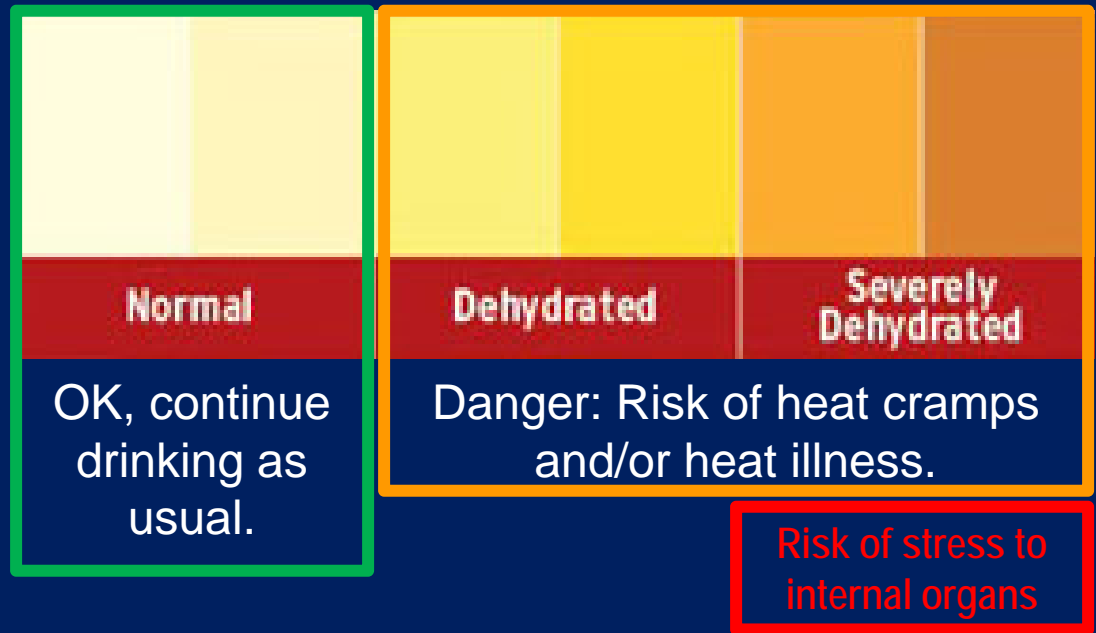 Normal
Dehydrated
Severely
Dehydrated
OK, continue
drinking as
usual.
Danger: Risk of heat cramps
and/or heat illness.
Risk of stress to
internal organs